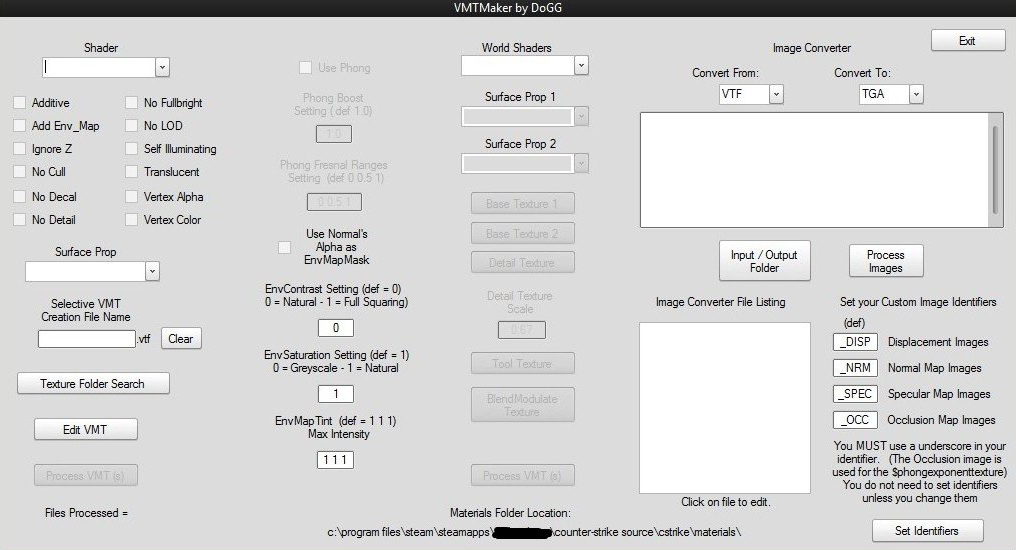 VMTMaker by DoGG
Shader
Additive
Add Env_Map
Ignore Z
No Cull
No Decal
No Detail
No Fullbright
No LOD
Self Illuminating
Translucent
Vertex Alpha
Vertex Color
Surface Prop
Selective VMT
Creation File Name
.vtf
Clear
Texture Folder Search
Edit VMT
Process VMT (s)
Files Processed =
Use Phong
Phong Boost
Setting ( def 1.0)
1.0
Phong Fresnal Ranges
Setting (def 0 0.5 1)
0 0.5 1
Use Normal's
Alpha as
EnvMapMask
EnvContrast Setting (def = 0)
0 = Natural - 1 = Full Squaring)
0
EnvSaturation Setting (def = 1)
0 = Greyscale - 1 = Natural
1
EnvMapTint (def = 1 1 1)
Max Intensity
1 1 1
World Shaders
Surface Prop 1
Surface Prop 2
Base Texture 1
Base Texture 2
Detail Texture
Detail Texture
Scale
0.67
Tool Texture
BlendModulate
Texture
Process VMT (s)
Materials Folder Location:
c:\program files\steam\steamapps\ \counter-strike source\cstrike\materials\
Image Converter
Exit
Convert From:
VTF
Convert To:
TGA
Input / Output
Folder
Process
Images
Image Converter File Listing
Click on file to edit.
Set your Custom Image Identifiers
(def)
_DISP Displacement Images
_NRM Normal Map Images
_SPEC Specular Map Images
_OCC Occlusion Map Images
You MUST use a underscore in your
identifier. (The Occlusion image is
used for the $phongexponenttexture)
You do not need to set identifiers
unless you change them
Set Identifiers